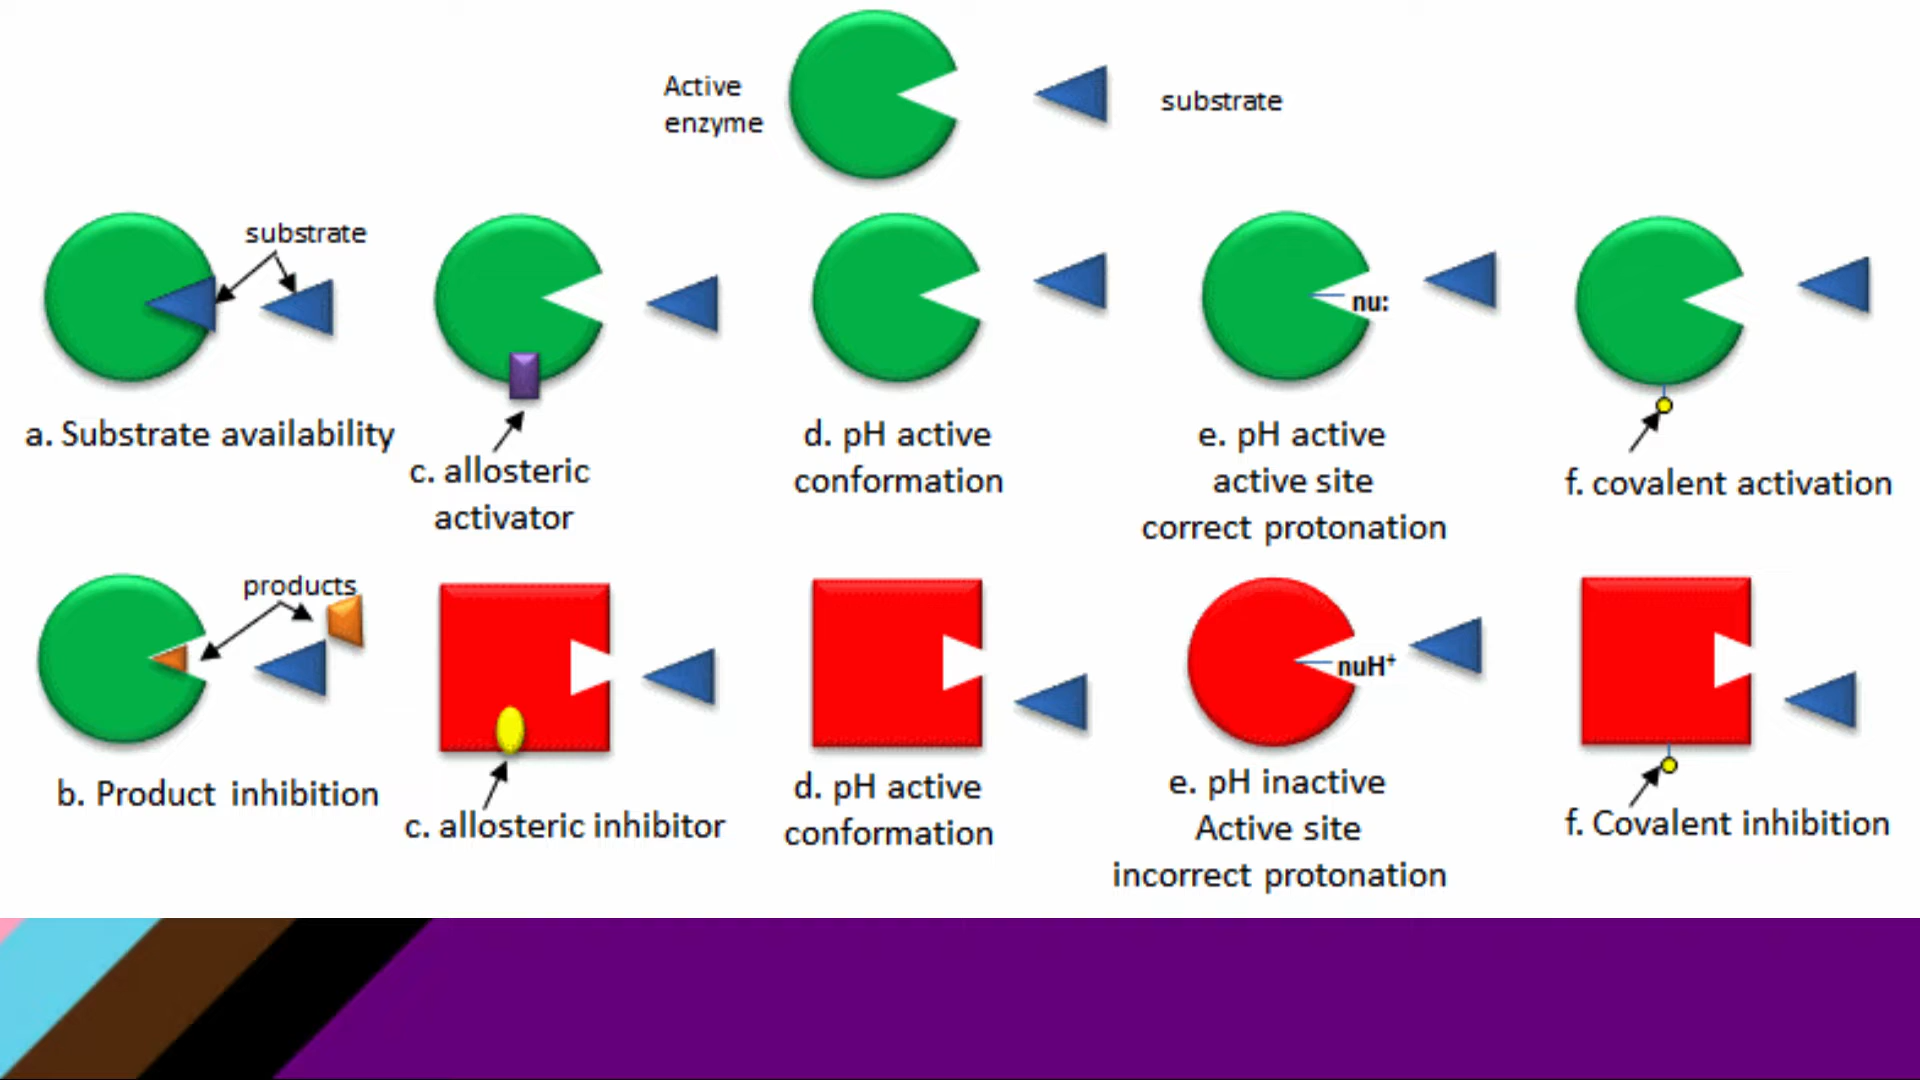 Active
enzyme
substrate
substrate
a. Substrate availability
c. allosteric
activator
d. pH active
conformation
nu:
e. pH active
active site
correct protonation
f. covalent activation
products
b. Product inhibition
c. allosteric inhibitor
d. pH active
conformation
nuH+
e. pH inactive
Active site
incorrect protonation
f. Covalent inhibition